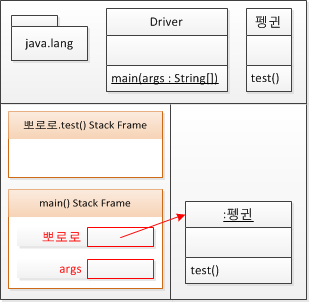 java.lang
Driver
main(args : String[])
펭귄
test()
뽀로로.test() Stack Frame
main() Stack Frame
뽀로로
args
:펭귄
test()